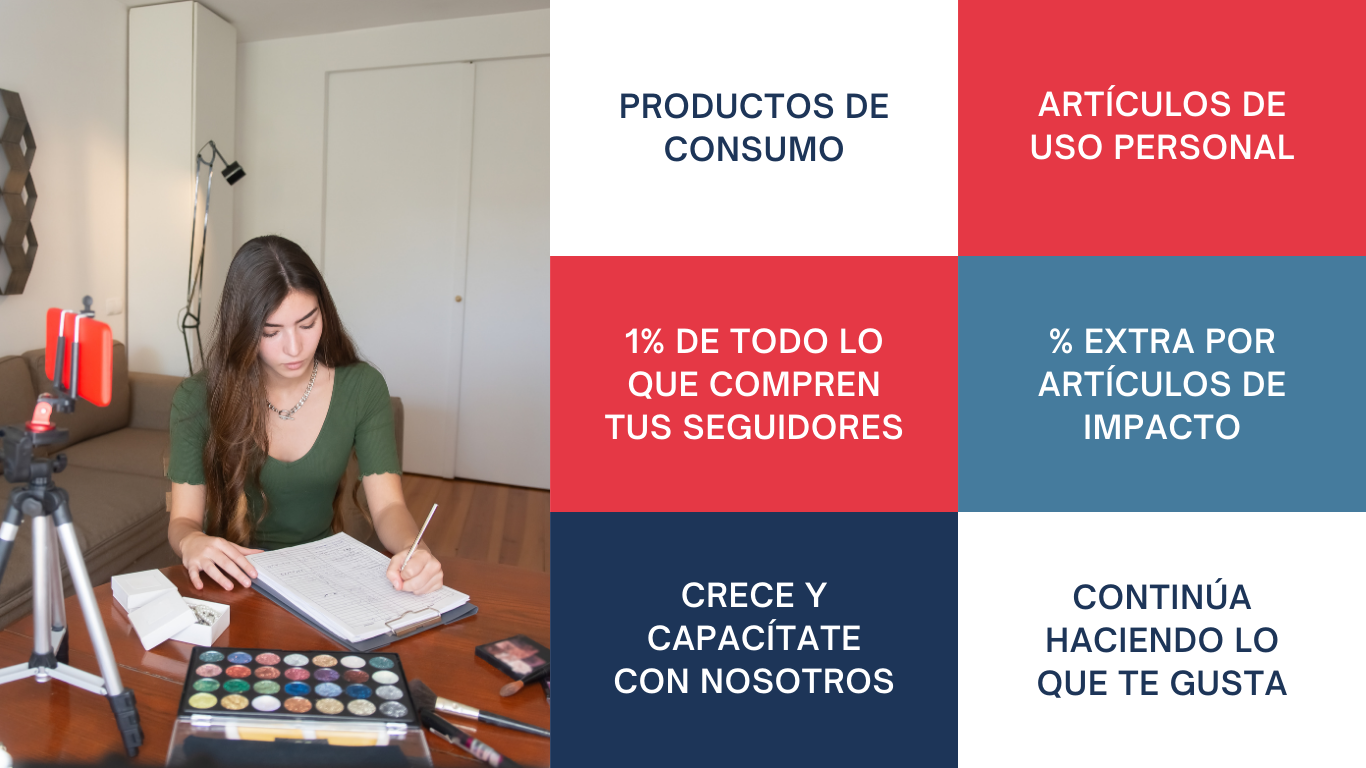 PRODUCTOS DE
CONSUMO
ARTÍCULOS DE
USO PERSONAL
1% DE TODO LO
QUE COMPREN
TUS SEGUIDORES
% EXTRA POR
ARTÍCULOS DE
IMPACTO
CRECE Y
CAPACÍTATE
CON NOSOTROS
CONTINÚA
HACIENDO LO
QUE TE GUSTA